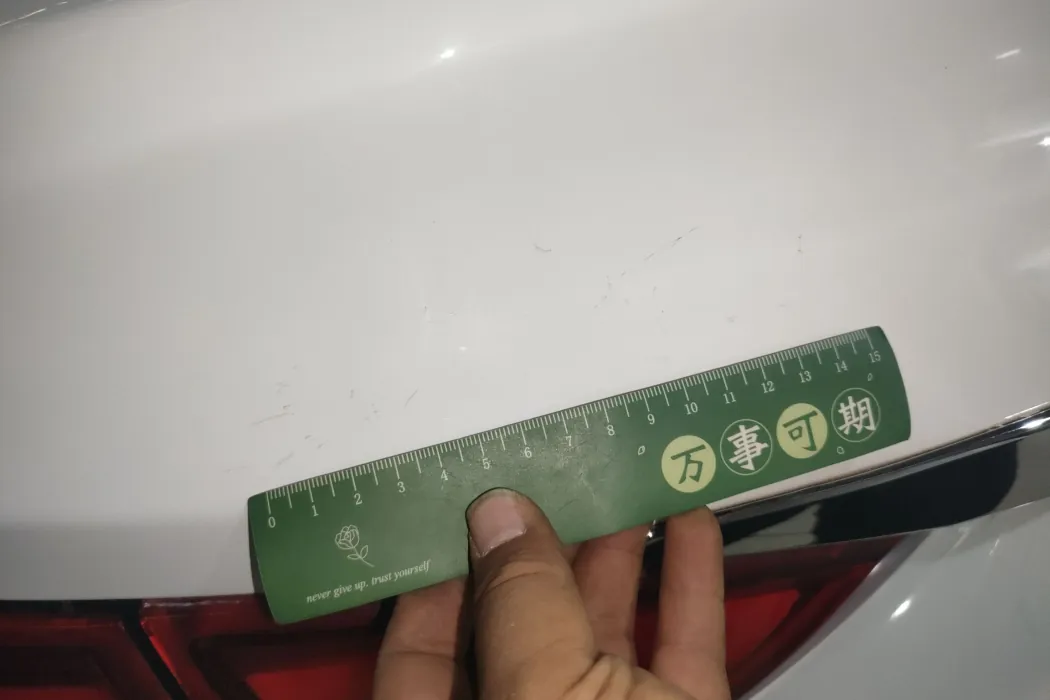 0 1 2 3 4 5 6 7 8 9 10 11 12 13 14 15
万事可期
never give up, trust yourself